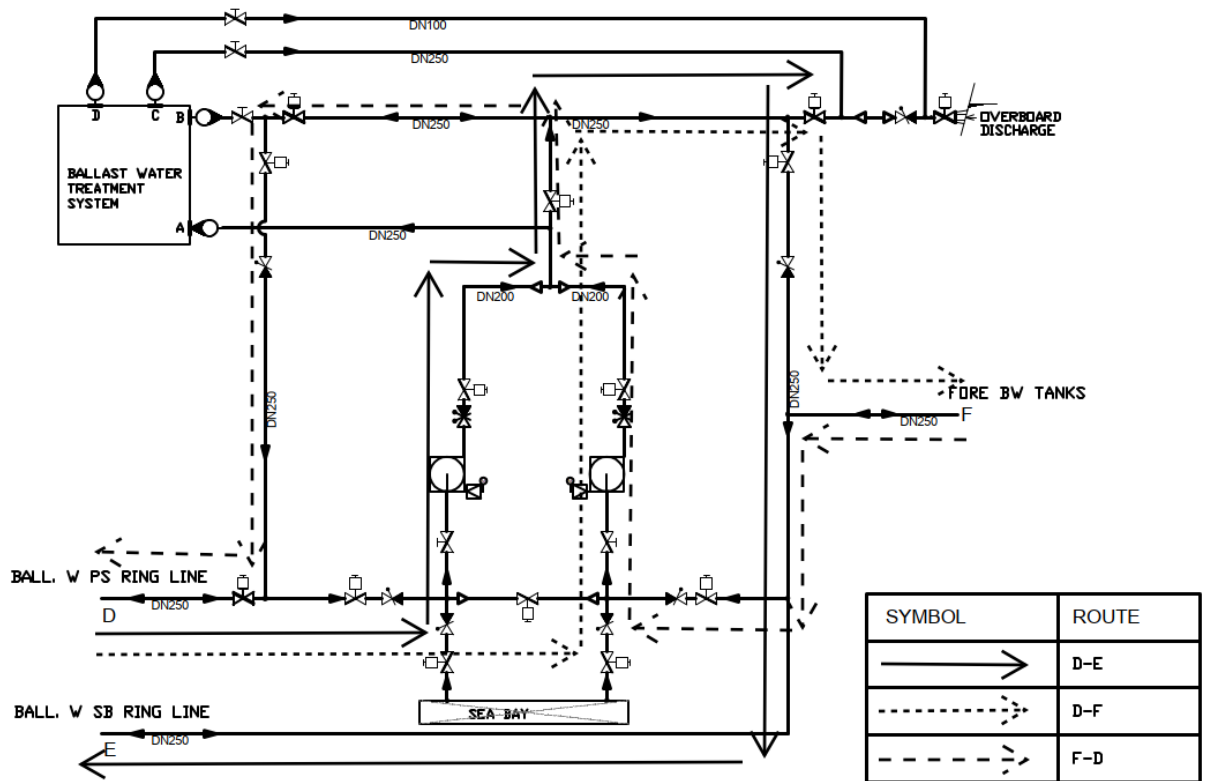 DN100
DN250
D
C
B
DN250
DN250
OVERBOARD
DISCHARGE
BALLAST WATER
TREATMENT
SYSTEM
A
DN250
DN200
DN200
DN250
DN250
FORE BW TANKS
DN250
F
BALL. W PS RING LINE
DN250
D
BALL. W SB RING LINE
SEA BAY
DN250
E
SYMBOL
ROUTE
D-E
D-F
F-D